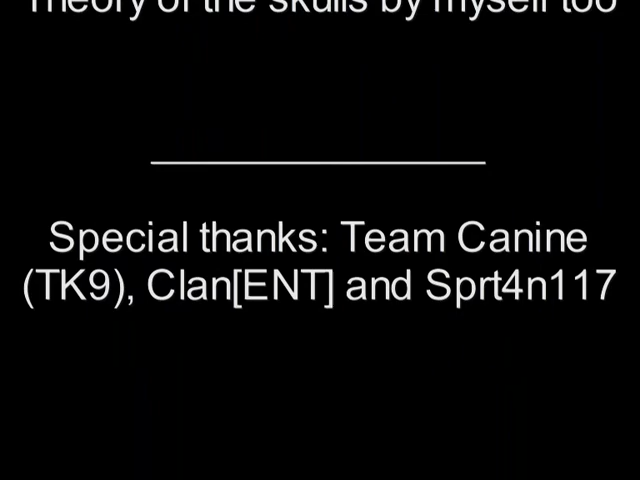 Theory of the skulls by myself too
Special thanks: Team Canine
(TK9), Clan[ENT] and Sprt4n117